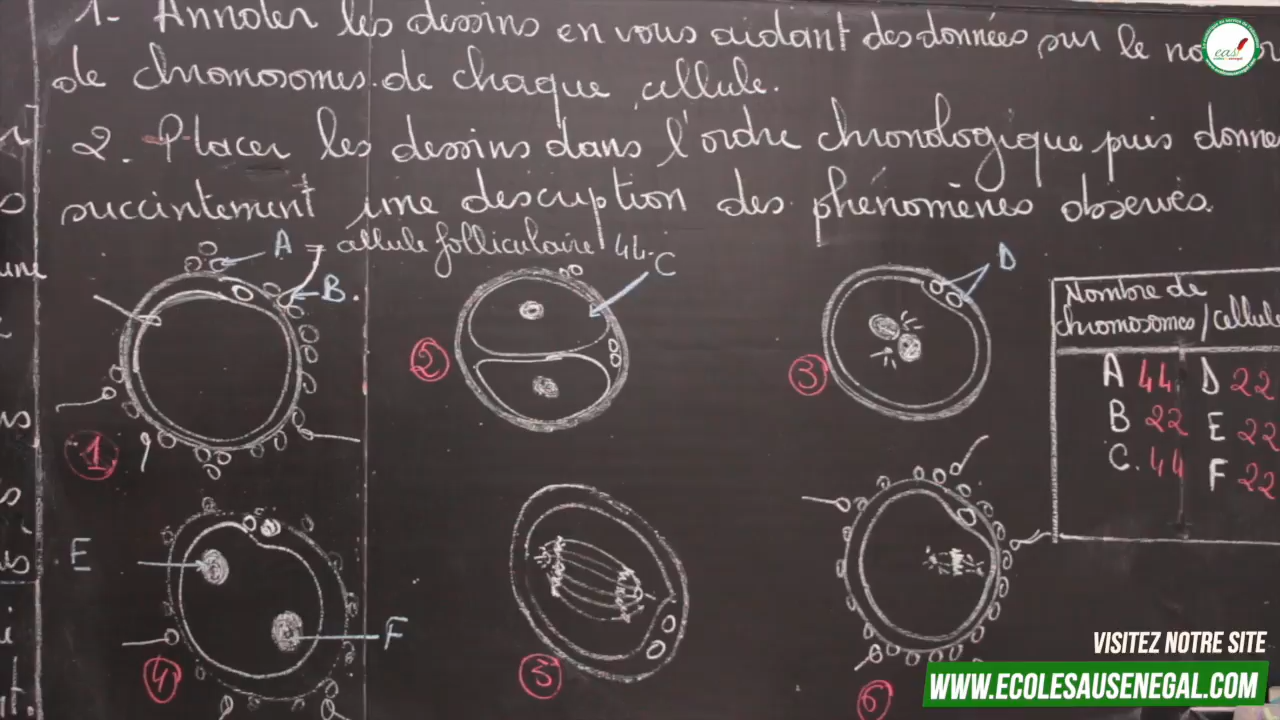 1- Annoter les dessins en vous aidant des données sur le
de chromosomes de chaque cellule.
2. Placer les dessins dans l'ordre chronologique puis donne
succintement une description des phénomènes observés.
A = cellule folliculaire 44.
B.
C
D
1
2
3
Nombre de
chromosomes / cellule
A 44 D 22
B 22 E 22
C. 44 F 22
E
F
4
5
6
eas
VISITEZ NOTRE SITE
WWW.ECOLESAUSENEGAL.COM